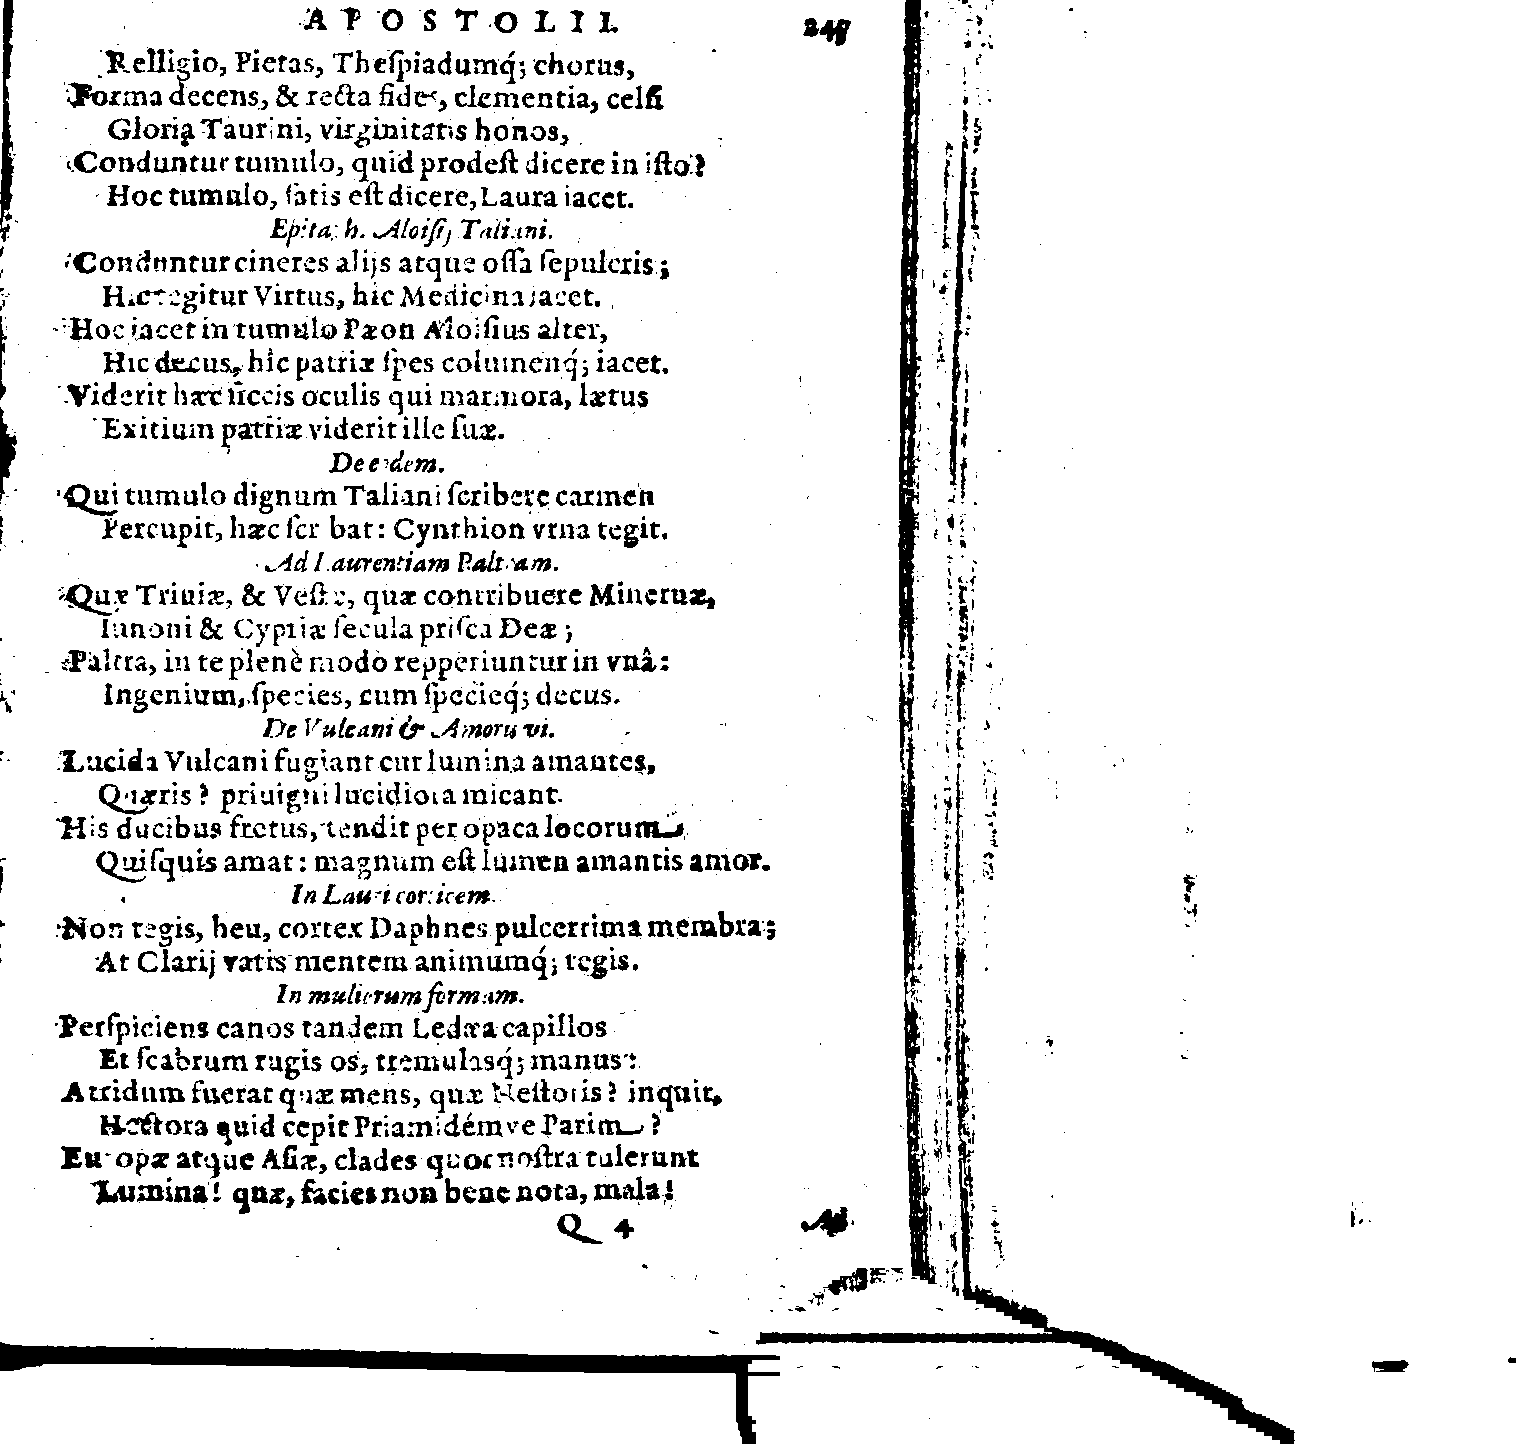 APOSTOLII.
Relligio, Pietas, Theſpiadumq́; chorus,
Forma decens, & recta fides, clementia, celſi
Gloria Taurini, virginitatis honos,
Conduntur tumulo, quid prodeſt dicere in iſto?
Hoc tumulo, ſatis eſt dicere, Laura iacet.
Epitaph. Aloiſij Taliani.
Conduntur cineres alijs atque oſſa ſepulcris;
Hic tegitur Virtus, hic Medicina iacet.
Hoc iacet in tumulo Pæon Aloiſius alter,
Hic decus, hic patriæ ſpes columenq́; iacet.
Viderit hæc ſiccis oculis qui marmora, lætus
Exitium patriæ viderit ille ſuæ.
De eodem.
Qui tumulo dignum Taliani ſcribere carmen
Percupit, hæc ſcribat: Cynthion vrna tegit.
Ad Laurentiam Paltram.
Quæ Triuiæ, & Veſtæ, quæ contribuere Mineruæ,
Iunoni & Cypriæ ſecula priſca Deæ;
Paltra, in te plenè modo repperiuntur in vnâ:
Ingenium, ſpecies, cum ſpecieq́; decus.
De Vulcani & Amoris vi.
Lucida Vulcani fugiant cur lumina amantes,
Quæris? priuigni lucidiora micant.
His ducibus fretus, tendit per opaca locorum
Quiſquis amat: magnum eſt lumen amantis amor.
In Lauri corticem.
Non tegis, heu, cortex Daphnes pulcerrima membra;
At Clarij vatis mentem animumq́; tegis.
In mulierum formam.
Perſpiciens canos tandem Ledæa capillos
Et ſcabrum rugis os, tremulasq́; manus:
Atridum fuerat quæ mens, quæ Neſtoris? inquit,
Hectora quid cepit Priamidémve Parim?
Europæ atque Aſiæ, clades quot noſtra tulerunt
Lumina! quæ, facies non bene nota, mala!
Q 4 Ad